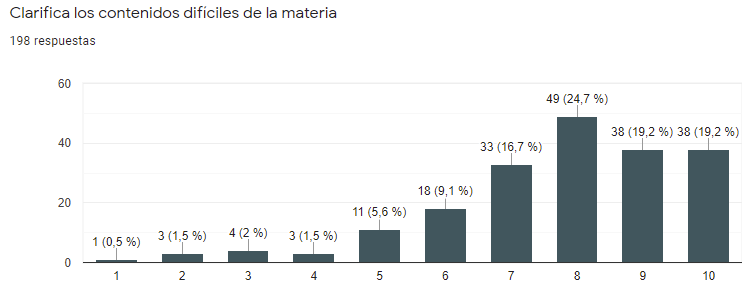 Clarifica los contenidos difíciles de la materia
198 respuestas
60
49 (24,7 %)
40
38 (19,2 %) 38 (19,2 %)
33 (16,7 %)
20
18 (9,1 %)
11 (5,6 %)
1 (0,5 %) 3 (1,5 %) 4 (2 %) 3 (1,5 %)
0
1 2 3 4 5 6 7 8 9 10